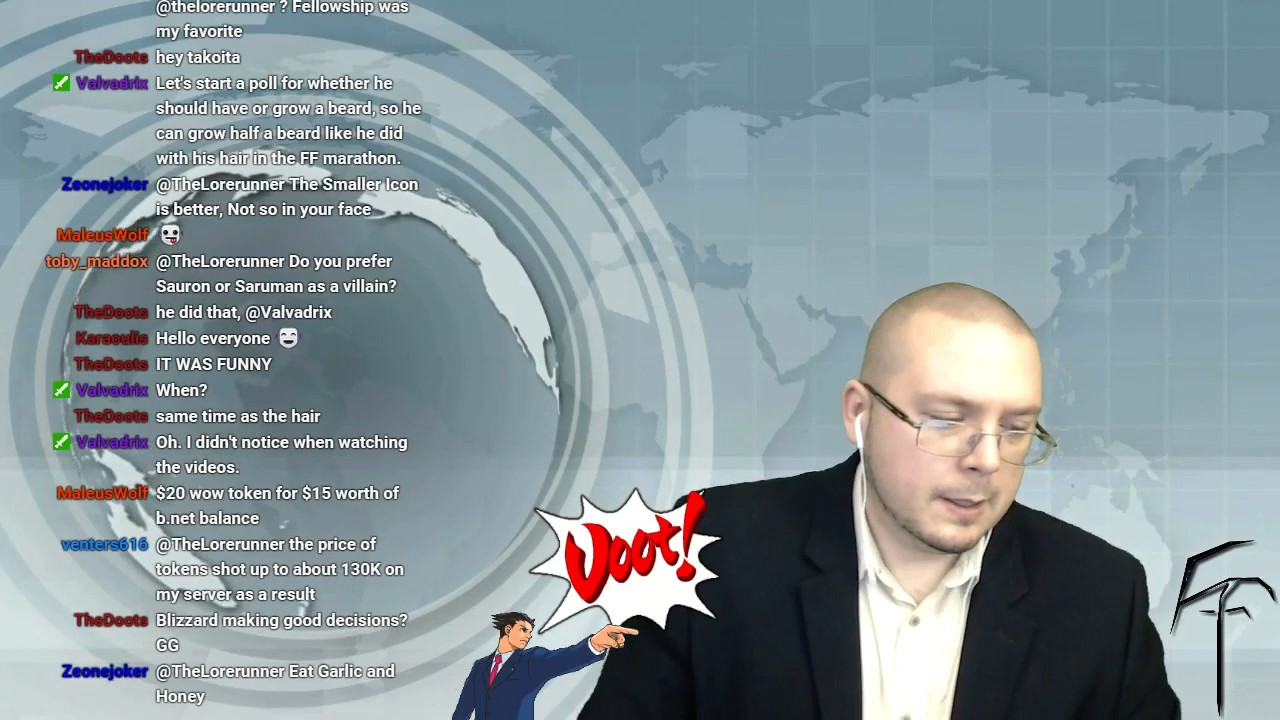 @thelorerunner ? Fellowship was
my favorite
TheDoots hey takoita
Valvadrix Let's start a poll for whether he
should have or grow a beard, so he
can grow half a beard like he did
with his hair in the FF marathon.
Zeonejoker @TheLorerunner The Smaller Icon
is better, Not so in your face
MaleusWolf
toby_maddox @TheLorerunner Do you prefer
Sauron or Saruman as a villain?
TheDoots he did that, @Valvadrix
Karaoulis Hello everyone
TheDoots IT WAS FUNNY
Valvadrix When?
TheDoots same time as the hair
Valvadrix Oh. I didn't notice when watching
the videos.
MaleusWolf $20 wow token for $15 worth of
b.net balance
venters616 @TheLorerunner the price of
tokens shot up to about 130K on
my server as a result
TheDoots Blizzard making good decisions?
GG
Zeonejoker @TheLorerunner Eat Garlic and
Honey
Voot!